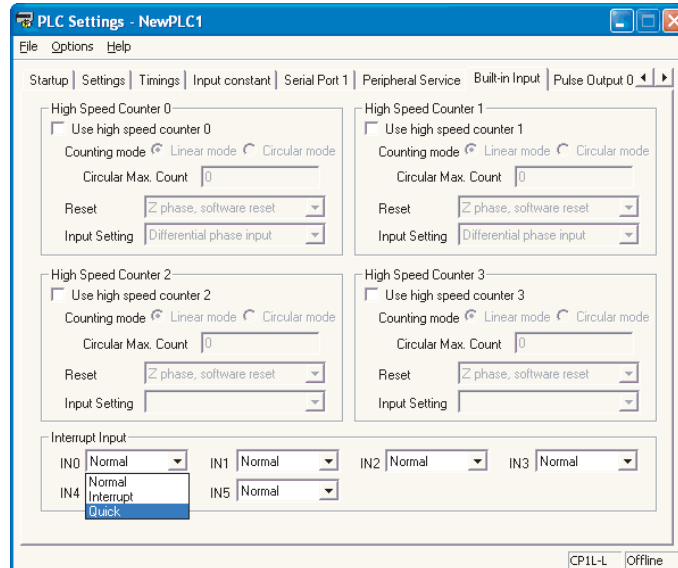 PLC Settings - NewPLC1
File Options Help
Startup Settings Timings Input constant Serial Port 1 Peripheral Service Built-in Input Pulse Output 0
High Speed Counter 0
Use high speed counter 0
Counting mode Linear mode Circular mode
Circular Max. Count 0
Reset Z phase, software reset
Input Setting Differential phase input
High Speed Counter 1
Use high speed counter 1
Counting mode Linear mode Circular mode
Circular Max. Count 0
Reset Z phase, software reset
Input Setting Differential phase input
High Speed Counter 2
Use high speed counter 2
Counting mode Linear mode Circular mode
Circular Max. Count 0
Reset Z phase, software reset
Input Setting
High Speed Counter 3
Use high speed counter 3
Counting mode Linear mode Circular mode
Circular Max. Count 0
Reset Z phase, software reset
Input Setting
Interrupt Input
IN0 Normal IN1 Normal IN2 Normal IN3 Normal
Normal
Interrupt
Quick
IN4 IN5 Normal
CP1L-L Offline